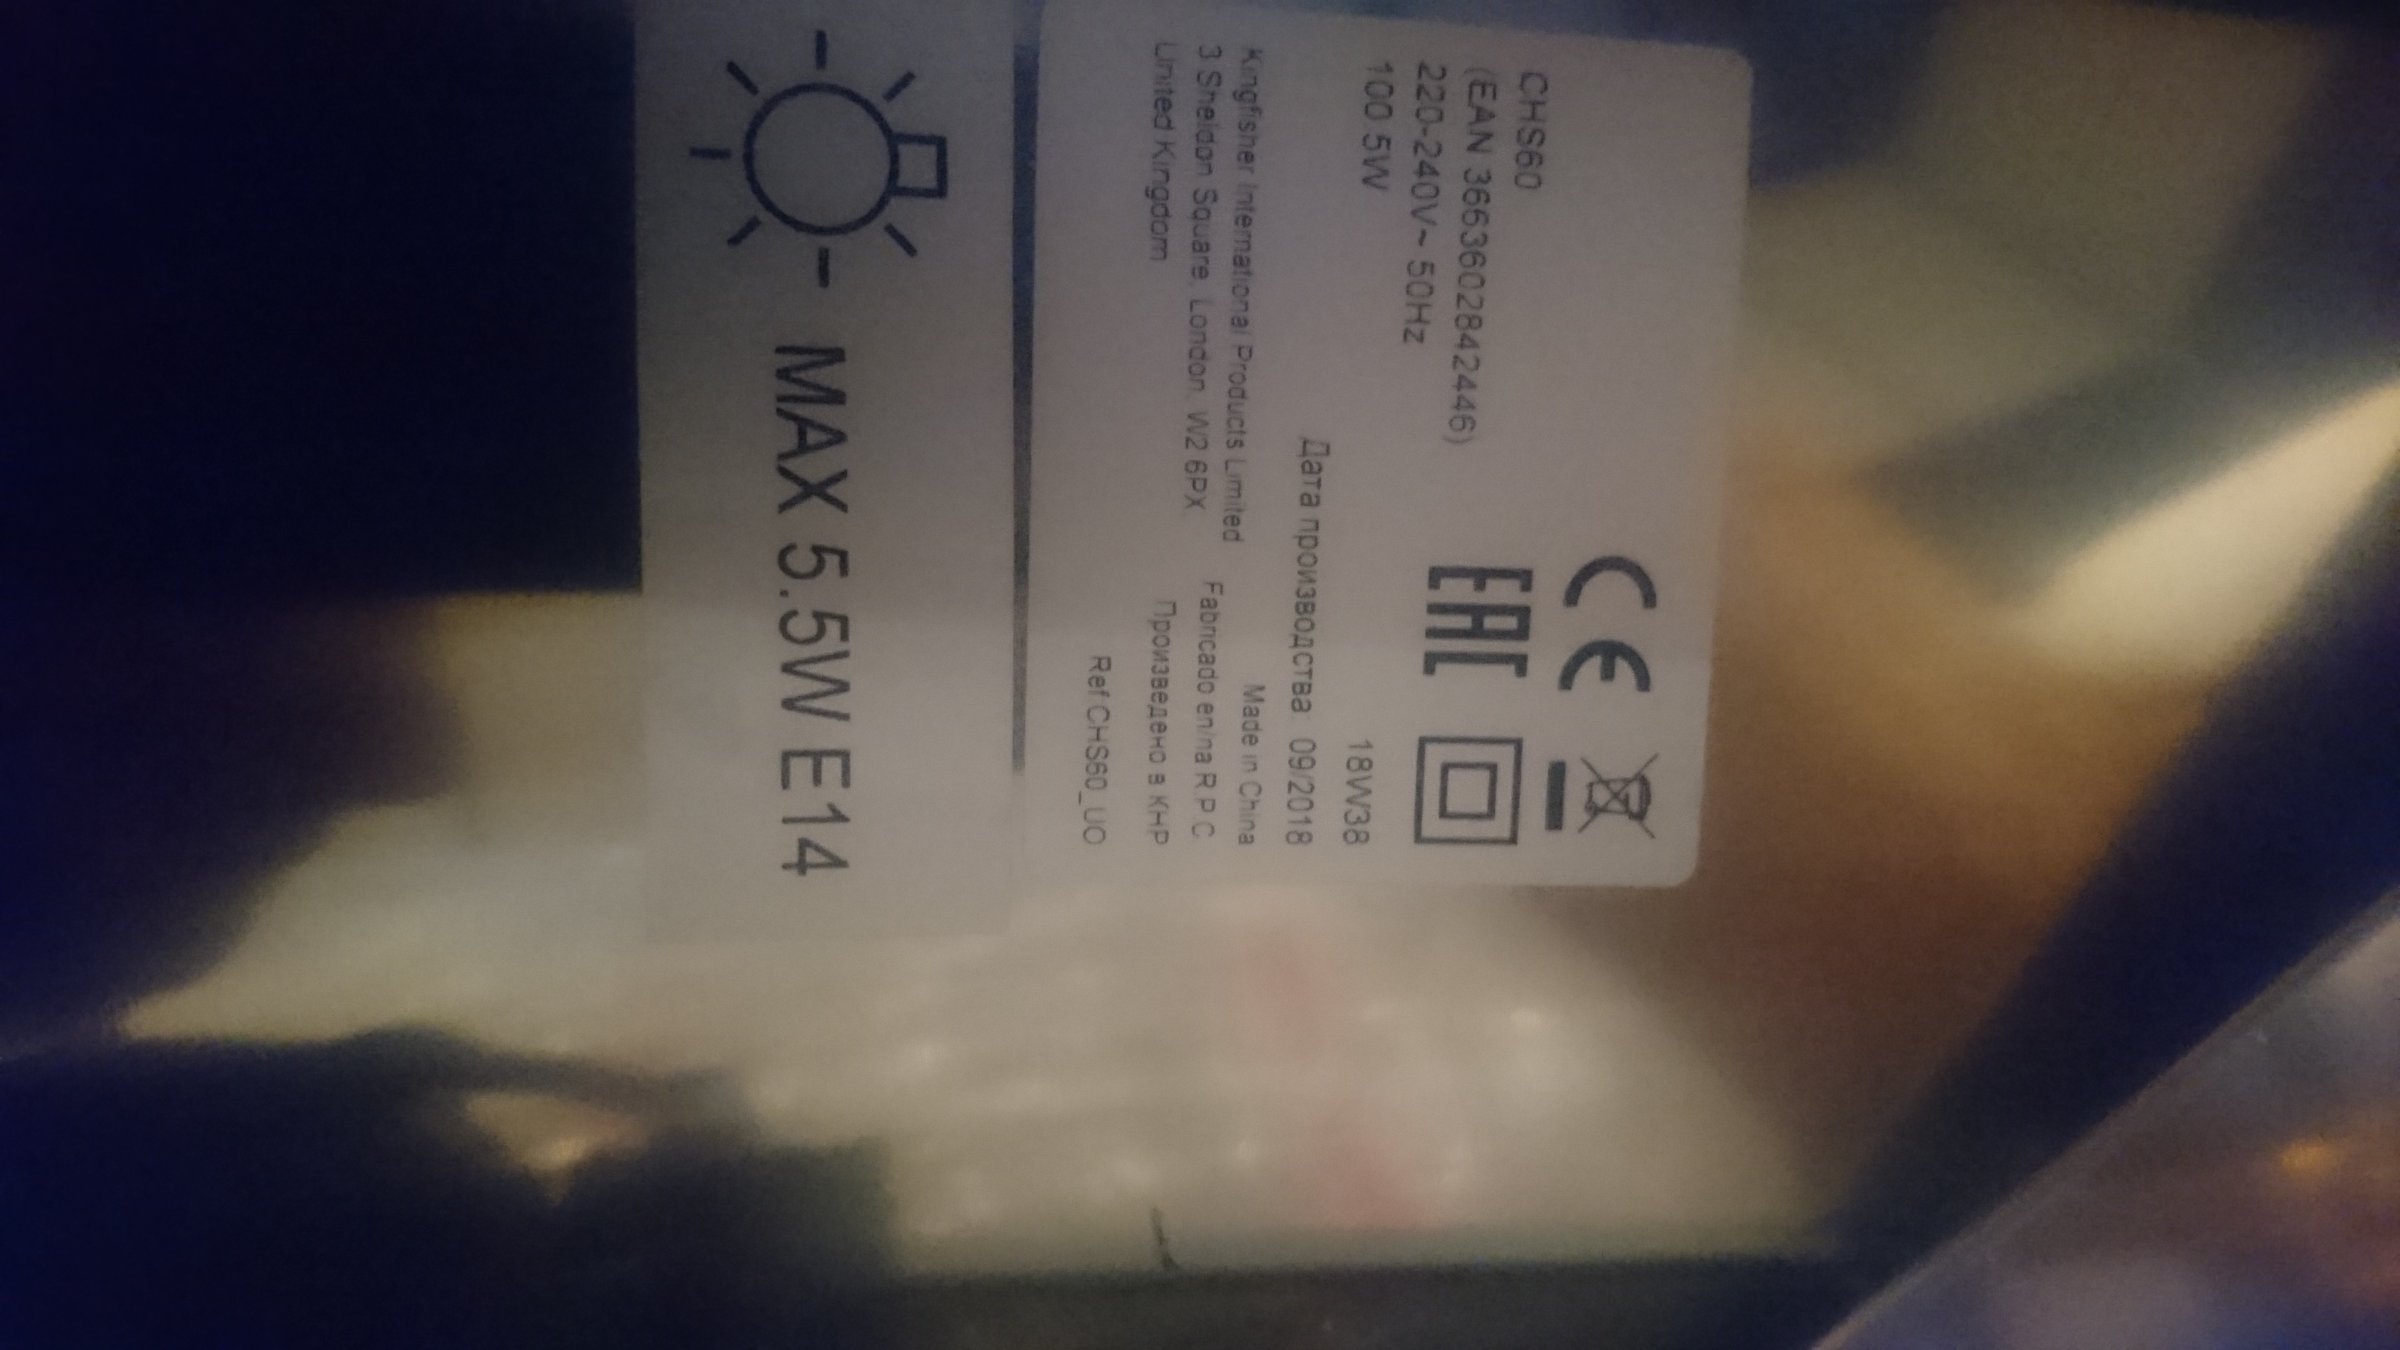 CHS60
(EAN 3663602842446)
220-240V~ 50Hz
100.5W
CE
EAC
18W38
Дата производства: 09/2018
Kingfisher International Products Limited
3 Sheldon Square, London, W2 6PX
United Kingdom
Made in China
Fabricado en/na R.P.C
Произведено в КНР
Ref CHS60_UO
MAX 5.5W E14